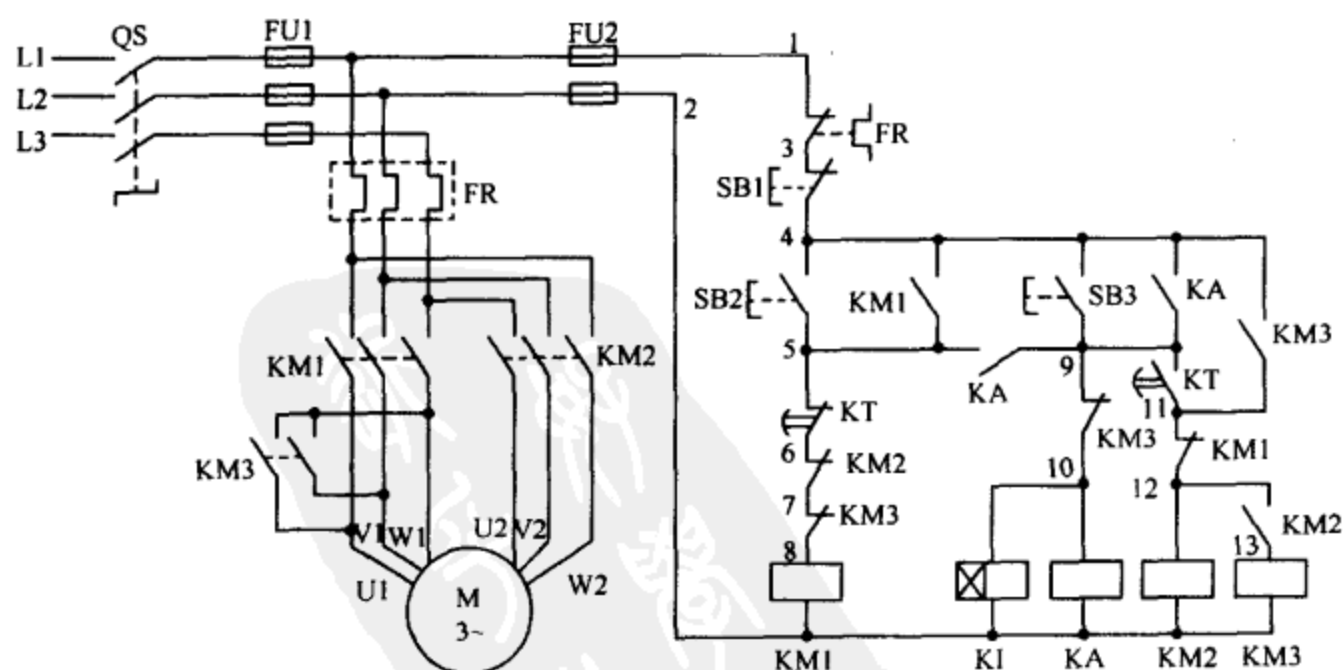 QS FU1 FU2 1
L1
L2 2
L3
3 FR
SB1
FR
4
SB2 KM1 SB3 KA
KM1 KM2 KM3
5 9 KT
KA 11
KT KM3 KM1
6 KM2 10 12
KM3
7 KM3 KM2
8 13
V1 W1 U2 V2
U1 W2
M
3~
KM1 KI KA KM2 KM3